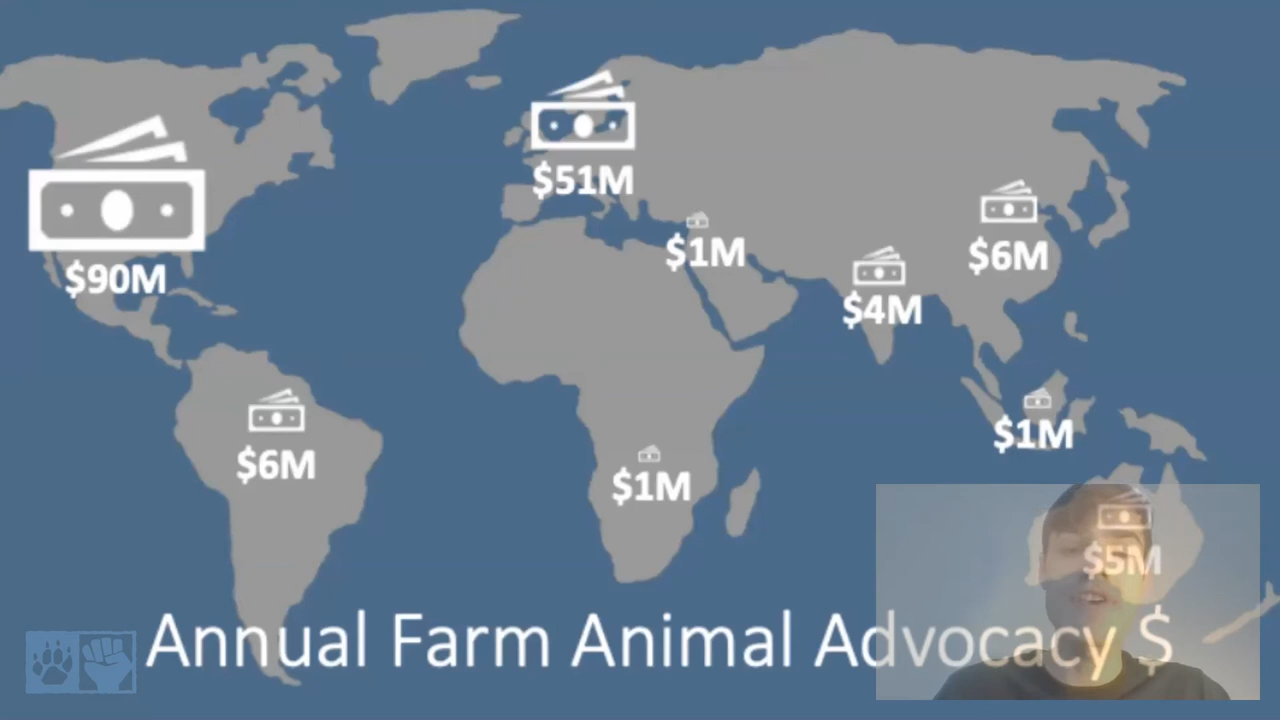 $51M
$1M
$6M
$90M
$4M
$1M
$6M
$1M
$5M
Annual Farm Animal Advocacy $